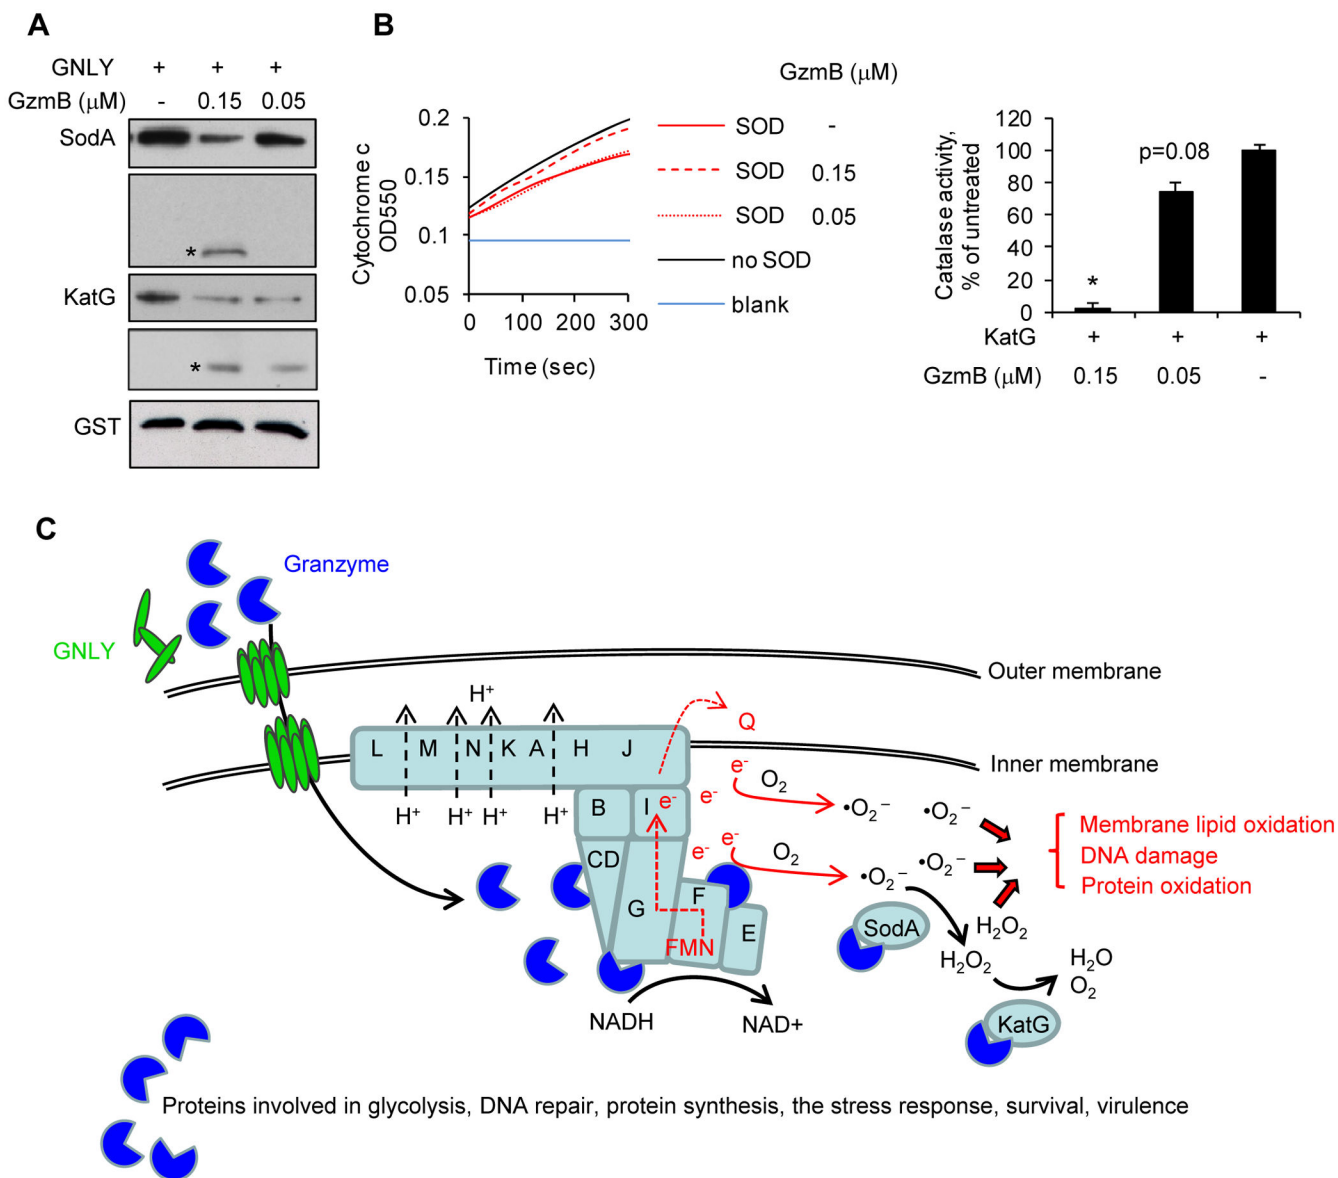 A
GNLY + + +
GzmB (μM) - 0.15 0.05
SodA
*
KatG
*
GST
B
GzmB (μM)
0.2
0.15
0.1
0.05
0 100 200 300
Cytochrome c
OD550
Time (sec)
SOD -
SOD 0.15
SOD 0.05
no SOD
blank
Catalase activity,
% of untreated
120
100
80
60
40
20
0
*
p=0.08
KatG + + +
GzmB (μM) 0.15 0.05 -
C
Granzyme
GNLY
Outer membrane
H⁺
Q
L M N K A H J
Inner membrane
H⁺ H⁺ H⁺ H⁺
B I e⁻ e⁻
e⁻ O₂ •O₂⁻ •O₂⁻
e⁻ e⁻ O₂ •O₂⁻ •O₂⁻
Membrane lipid oxidation
DNA damage
Protein oxidation
CD
G F E
FMN
SodA
H₂O₂
H₂O₂
H₂O
O₂
KatG
NADH NAD+
Proteins involved in glycolysis, DNA repair, protein synthesis, the stress response, survival, virulence